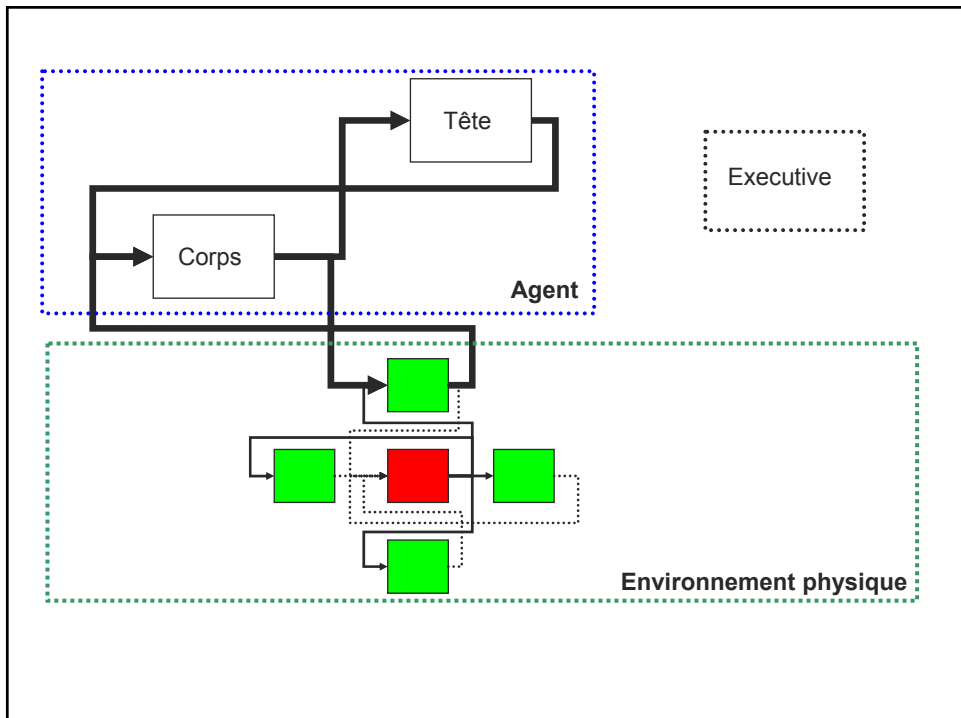 Tête
Executive
Corps
Agent
Environnement physique